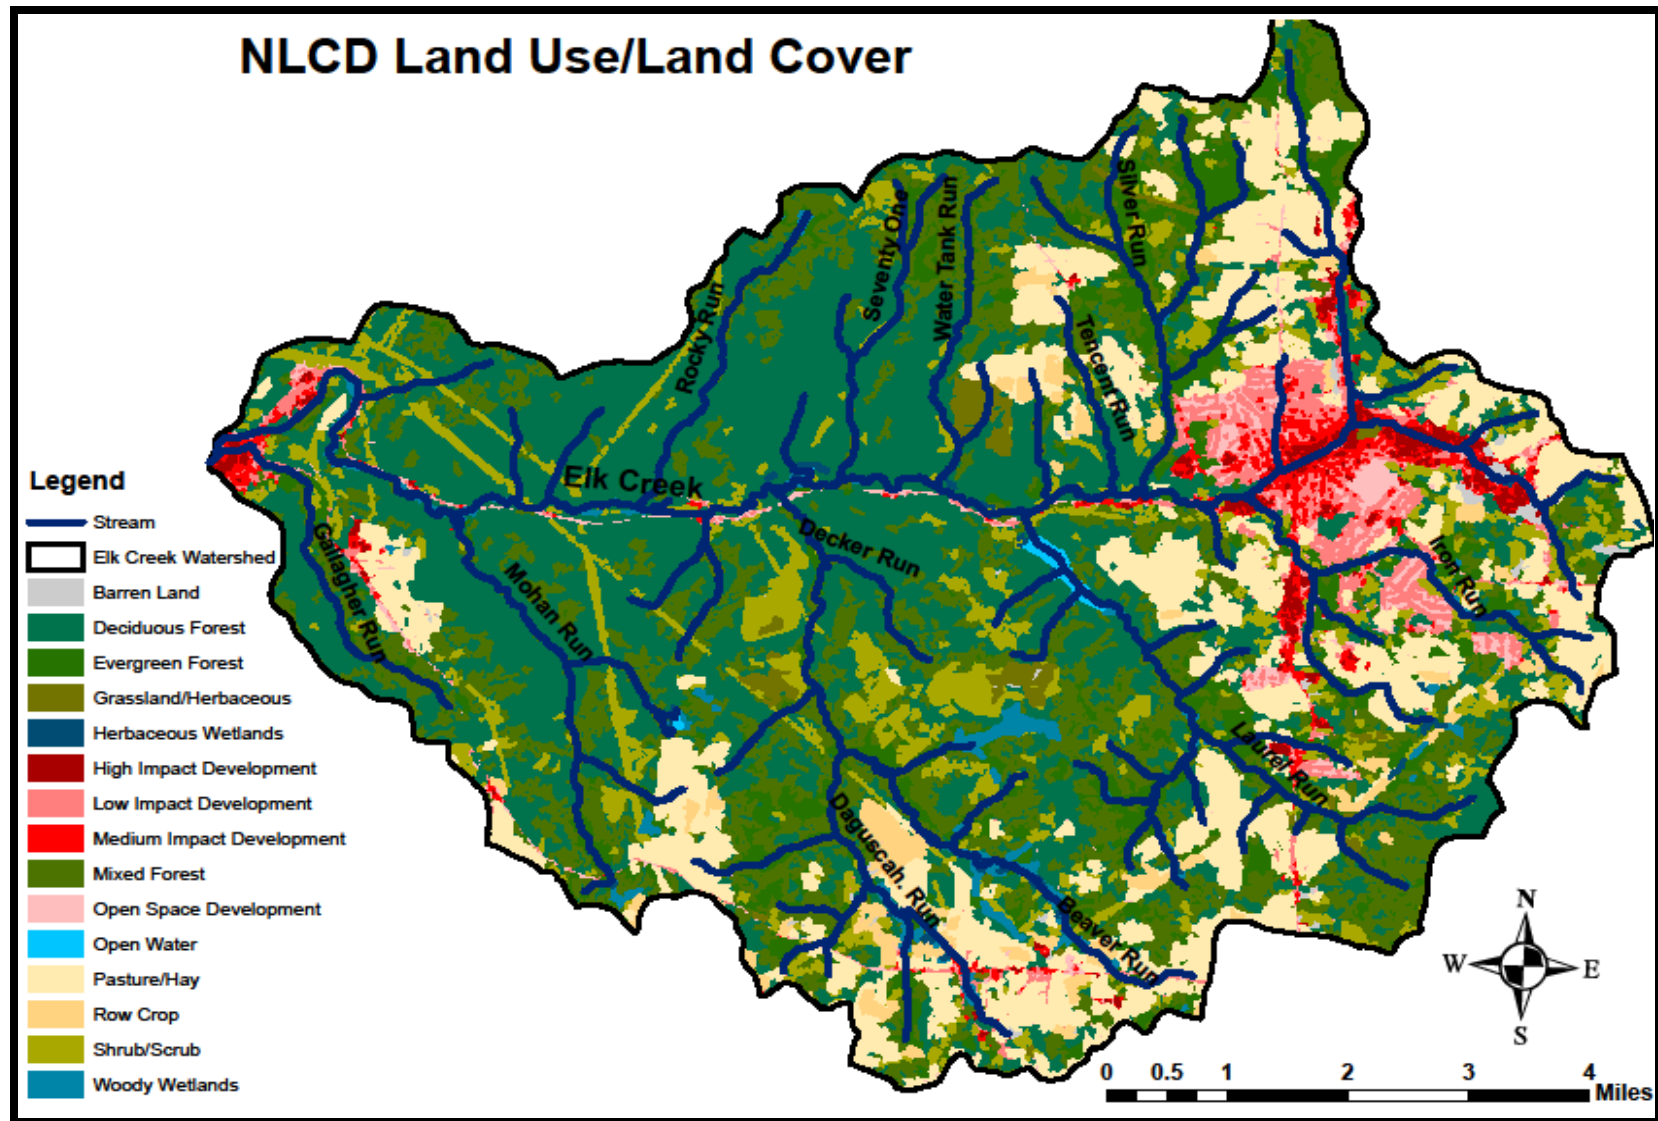 NLCD Land Use/Land Cover
Silver Run
Seventy One
Water Tank Run
Rocky Run
Tencent Run
Elk Creek
Decker Run
Gallagher Run
Mohan Run
Iron Run
Laurel Run
Daguscah. Run
Beaver Run
Legend
Stream
Elk Creek Watershed
Barren Land
Deciduous Forest
Evergreen Forest
Grassland/Herbaceous
Herbaceous Wetlands
High Impact Development
Low Impact Development
Medium Impact Development
Mixed Forest
Open Space Development
Open Water
Pasture/Hay
Row Crop
Shrub/Scrub
Woody Wetlands
N
W E
S
0 0.5 1 2 3 4
Miles